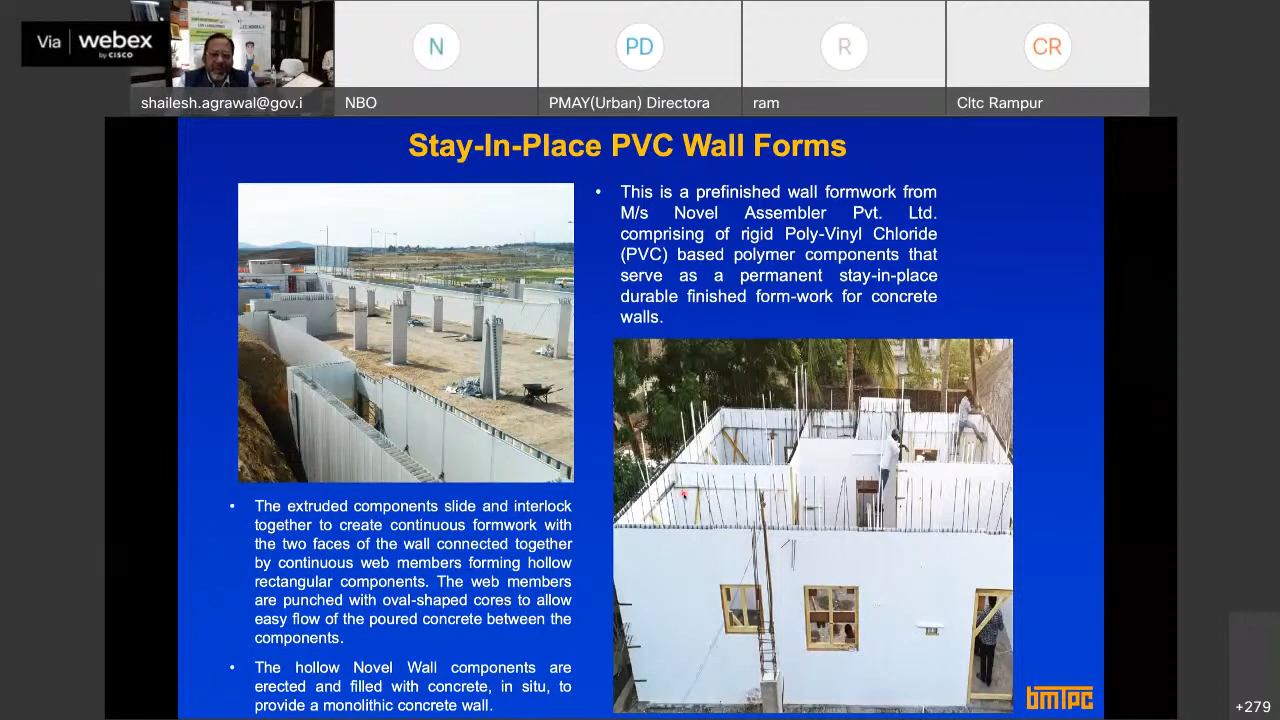 Via webex
by CISCO
shailesh.agrawal@gov.i
N
NBO
PD
PMAY(Urban) Directora
R
ram
CR
Cltc Rampur
Stay-In-Place PVC Wall Forms
• This is a prefinished wall formwork from
M/s Novel Assembler Pvt. Ltd.
comprising of rigid Poly-Vinyl Chloride
(PVC) based polymer components that
serve as a permanent stay-in-place
durable finished form-work for concrete
walls.
• The extruded components slide and interlock
together to create continuous formwork with
the two faces of the wall connected together
by continuous web members forming hollow
rectangular components. The web members
are punched with oval-shaped cores to allow
easy flow of the poured concrete between the
components.
• The hollow Novel Wall components are
erected and filled with concrete, in situ, to
provide a monolithic concrete wall.
bmTPC
+279